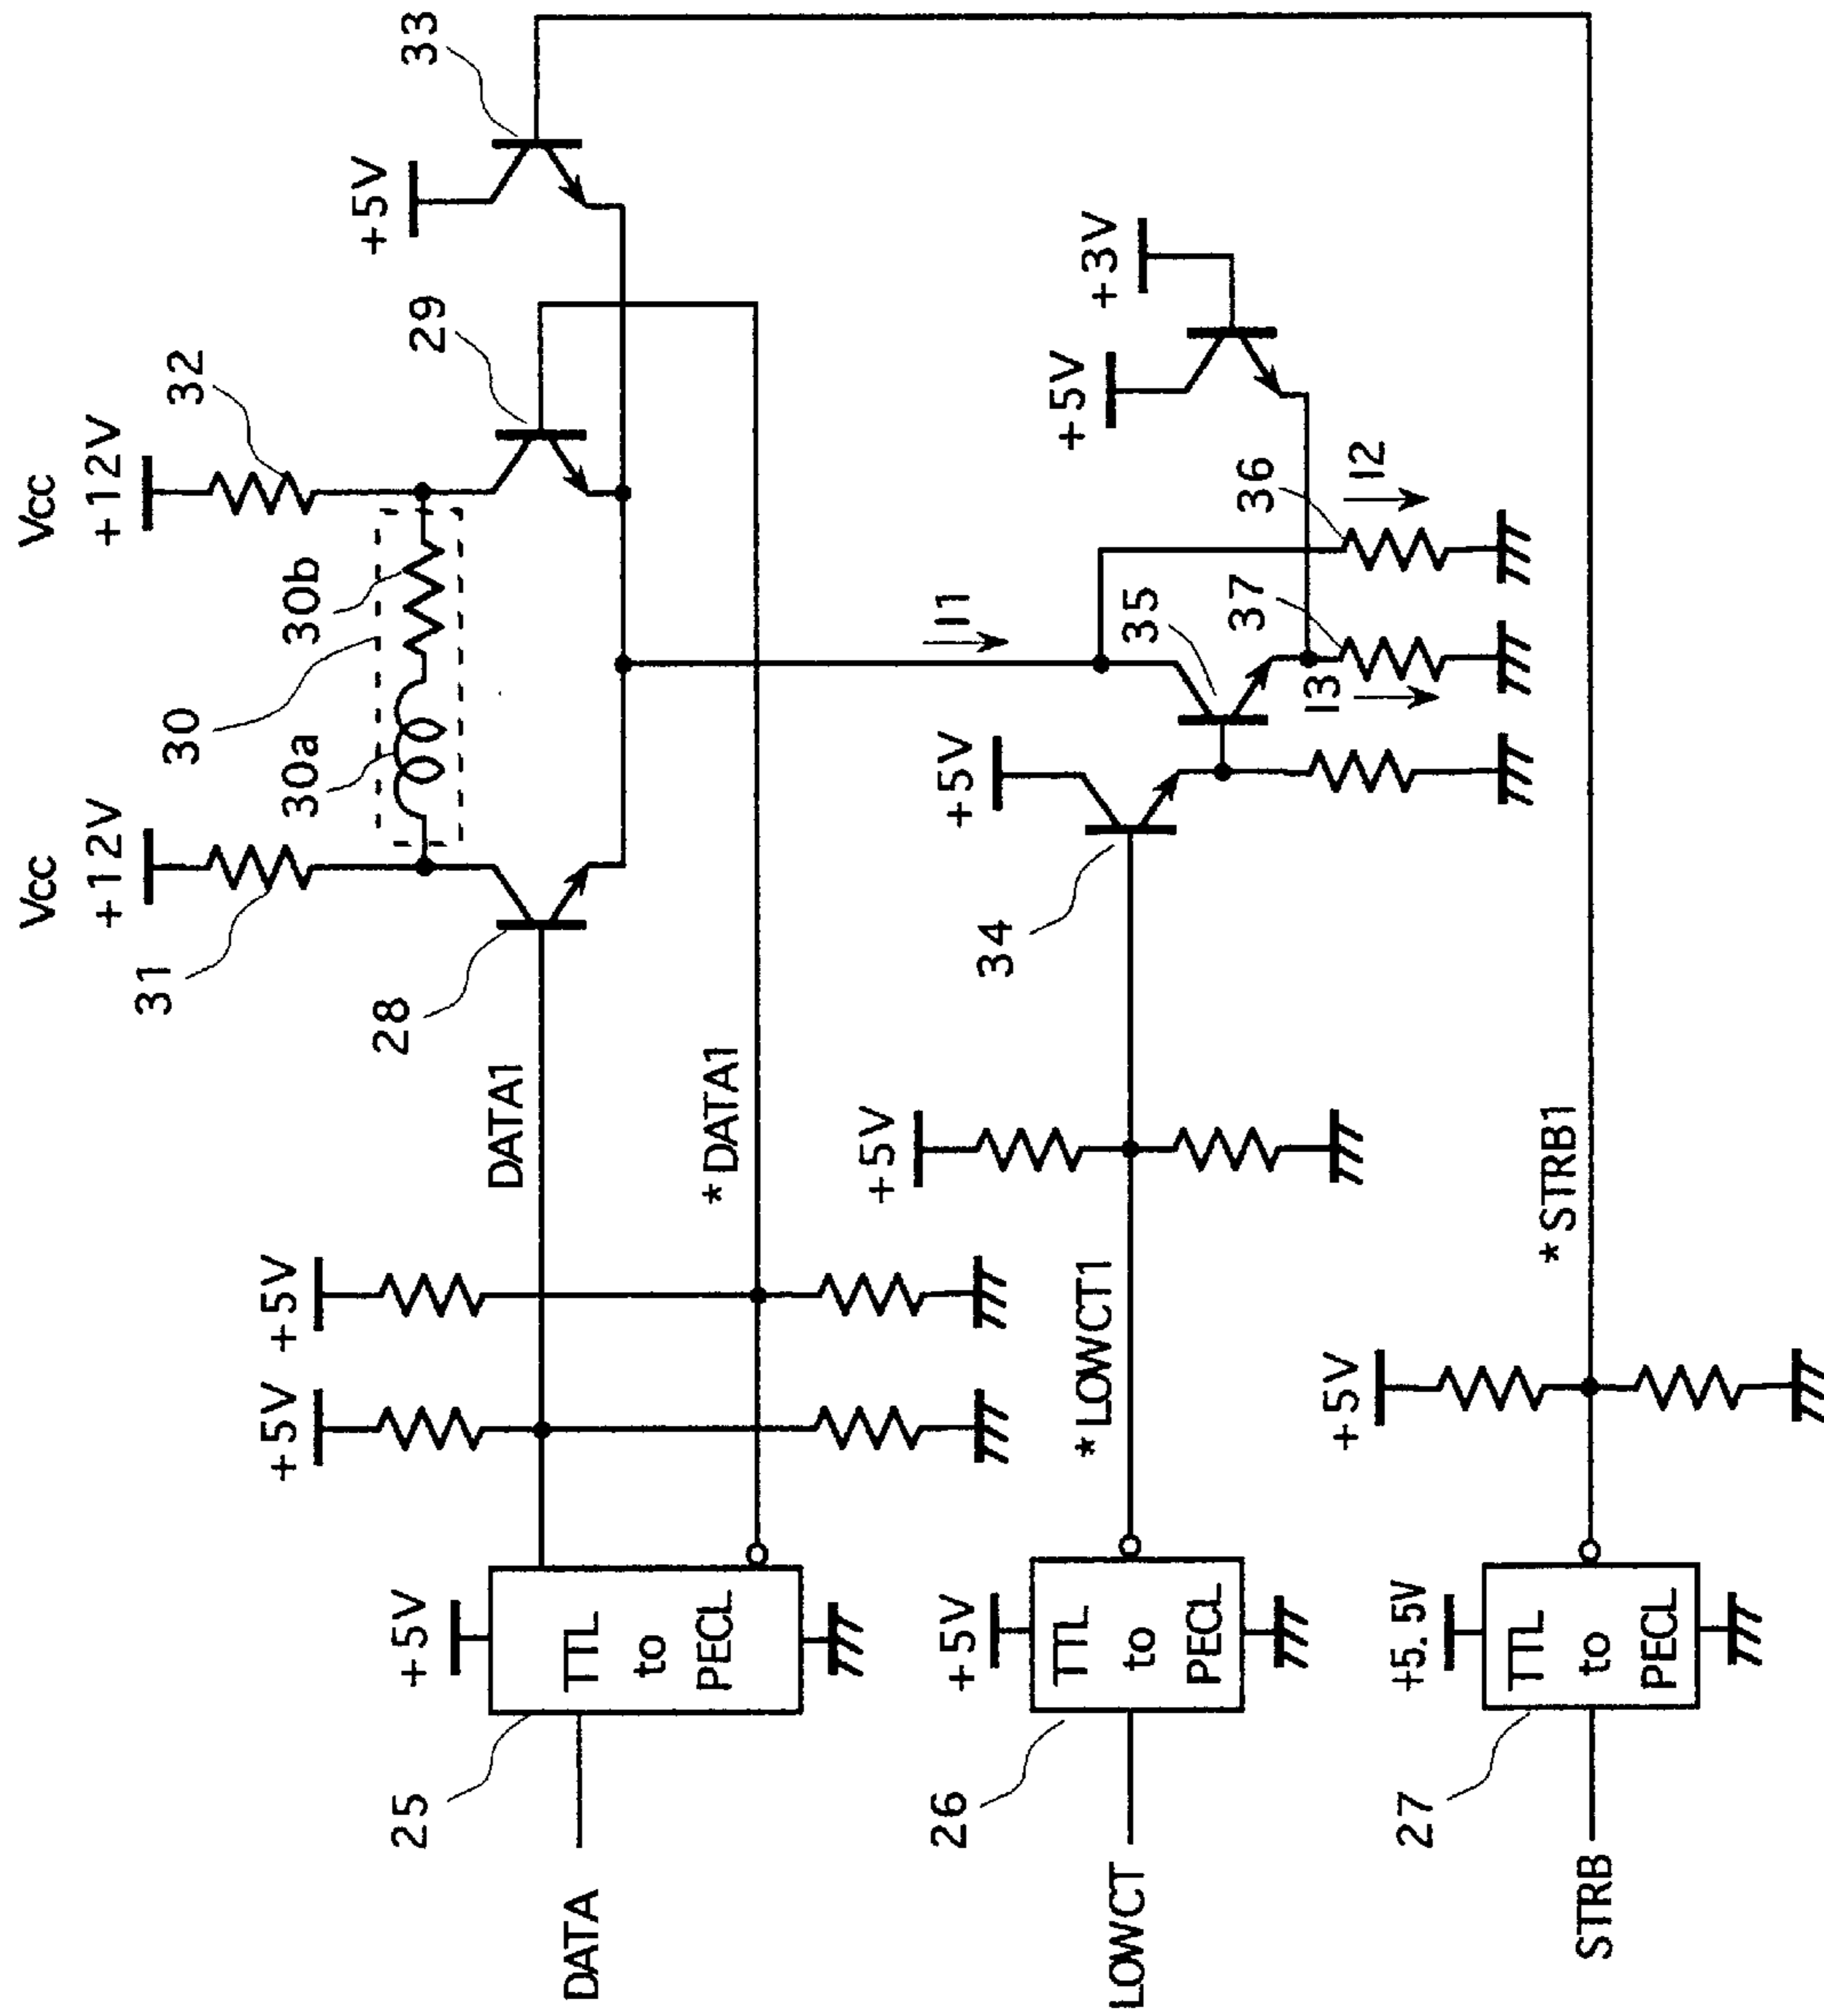 Vcc
Vcc
+12V
+12V
31
30
32
30a
30b
+5V
33
28
29
+5V
+5V
DATA1
*DATA1
25
+5V
TTL
to
PECL
DATA
I1
+5V
+5V
34
35
+5V
+3V
37
36
I3
I2
26
+5V
TTL
to
PECL
LOWCT
*LOWCT1
+5V
27
+5.5V
TTL
to
PECL
STRB
*STRB1